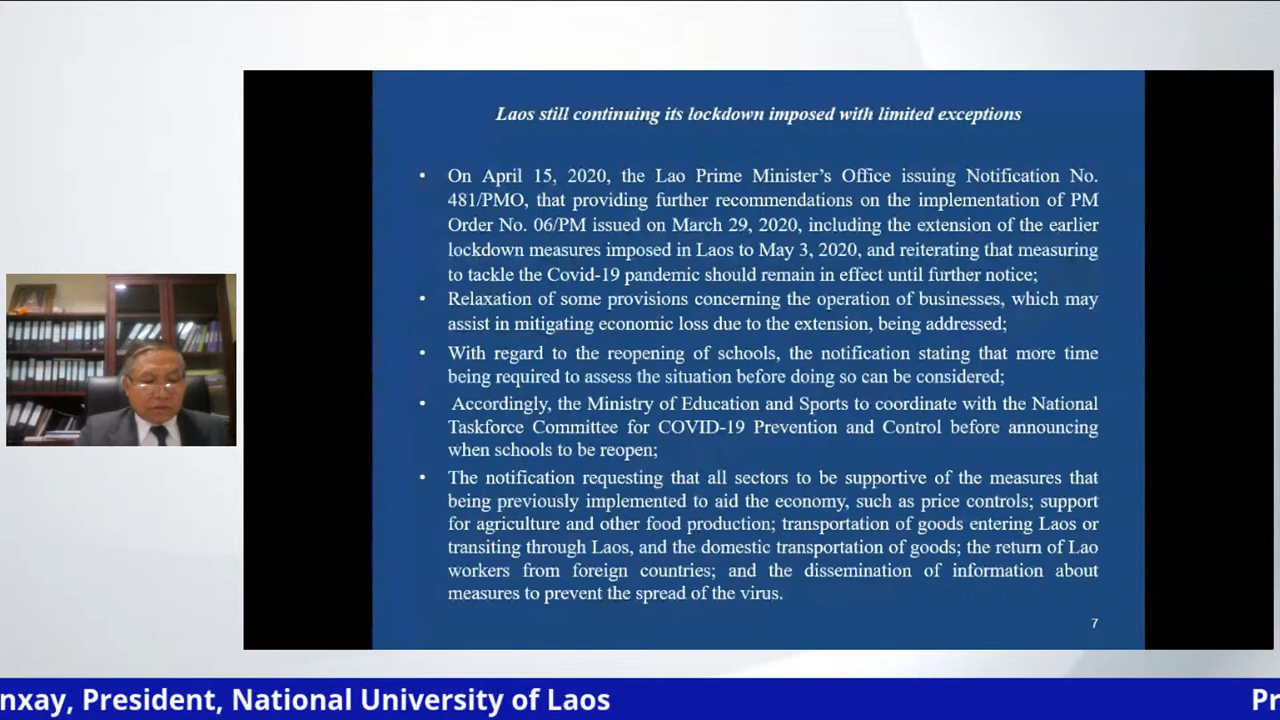 Laos still continuing its lockdown imposed with limited exceptions
• On April 15, 2020, the Lao Prime Minister’s Office issuing Notification No.
481/PMO, that providing further recommendations on the implementation of PM
Order No. 06/PM issued on March 29, 2020, including the extension of the earlier
lockdown measures imposed in Laos to May 3, 2020, and reiterating that measuring
to tackle the Covid-19 pandemic should remain in effect until further notice;
• Relaxation of some provisions concerning the operation of businesses, which may
assist in mitigating economic loss due to the extension, being addressed;
• With regard to the reopening of schools, the notification stating that more time
being required to assess the situation before doing so can be considered;
• Accordingly, the Ministry of Education and Sports to coordinate with the National
Taskforce Committee for COVID-19 Prevention and Control before announcing
when schools to be reopen;
• The notification requesting that all sectors to be supportive of the measures that
being previously implemented to aid the economy, such as price controls; support
for agriculture and other food production; transportation of goods entering Laos or
transiting through Laos, and the domestic transportation of goods; the return of Lao
workers from foreign countries; and the dissemination of information about
measures to prevent the spread of the virus.
7
nxay, President, National University of Laos Pr